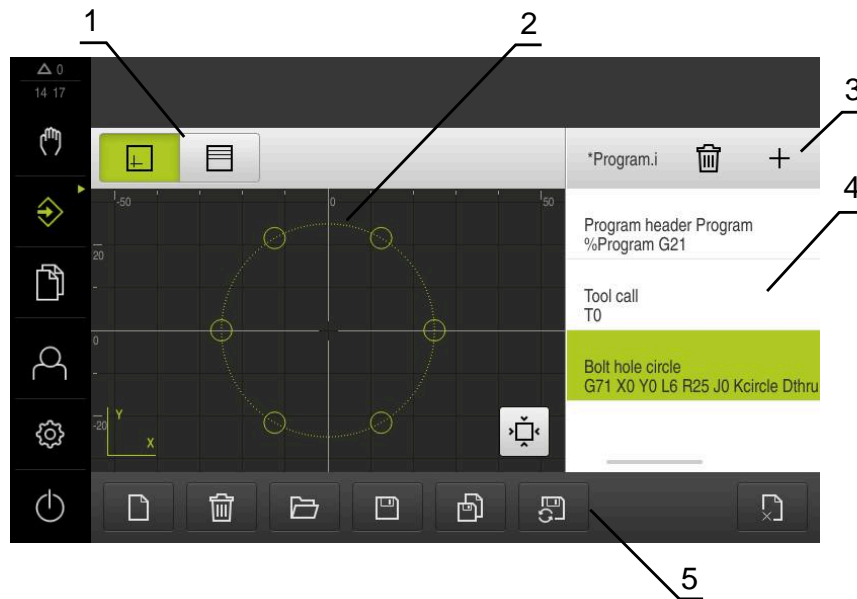 1
2
3
4
5
0
14 17
*Program.i
-50
0
50
20
0
-20
Y
X
Program header Program
%Program G21
Tool call
T0
Bolt hole circle
G71 X0 Y0 L6 R25 J0 Kcircle Dthru